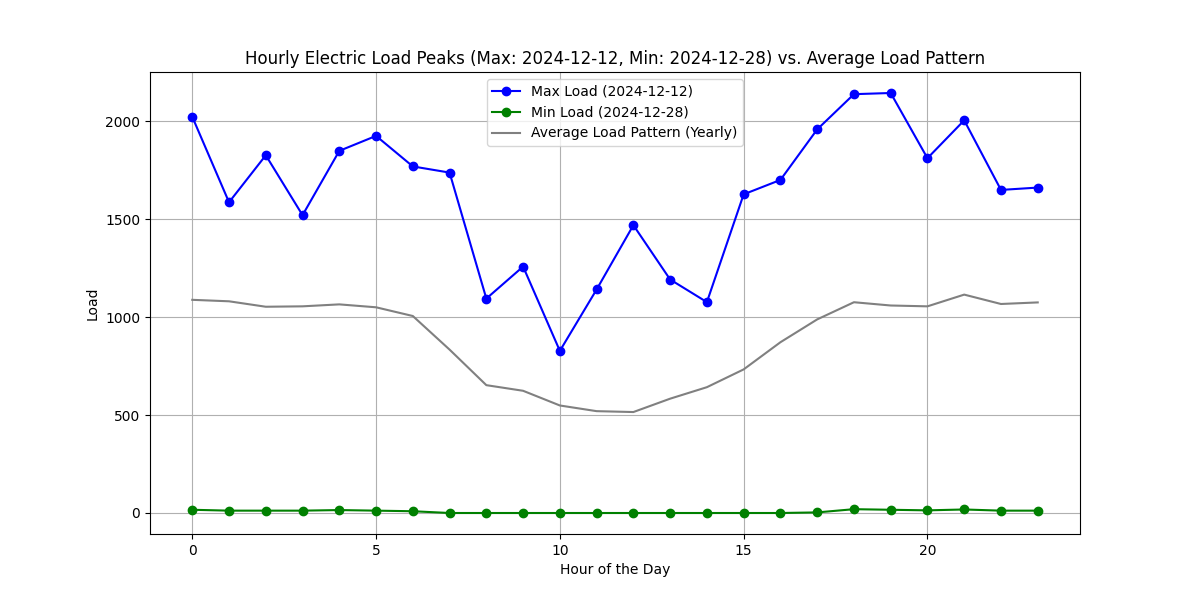 Hourly Electric Load Peaks (Max: 2024-12-12, Min: 2024-12-28) vs. Average Load Pattern
Max Load (2024-12-12)
Min Load (2024-12-28)
Average Load Pattern (Yearly)
Load
2000
1500
1000
500
0
0 5 10 15 20
Hour of the Day